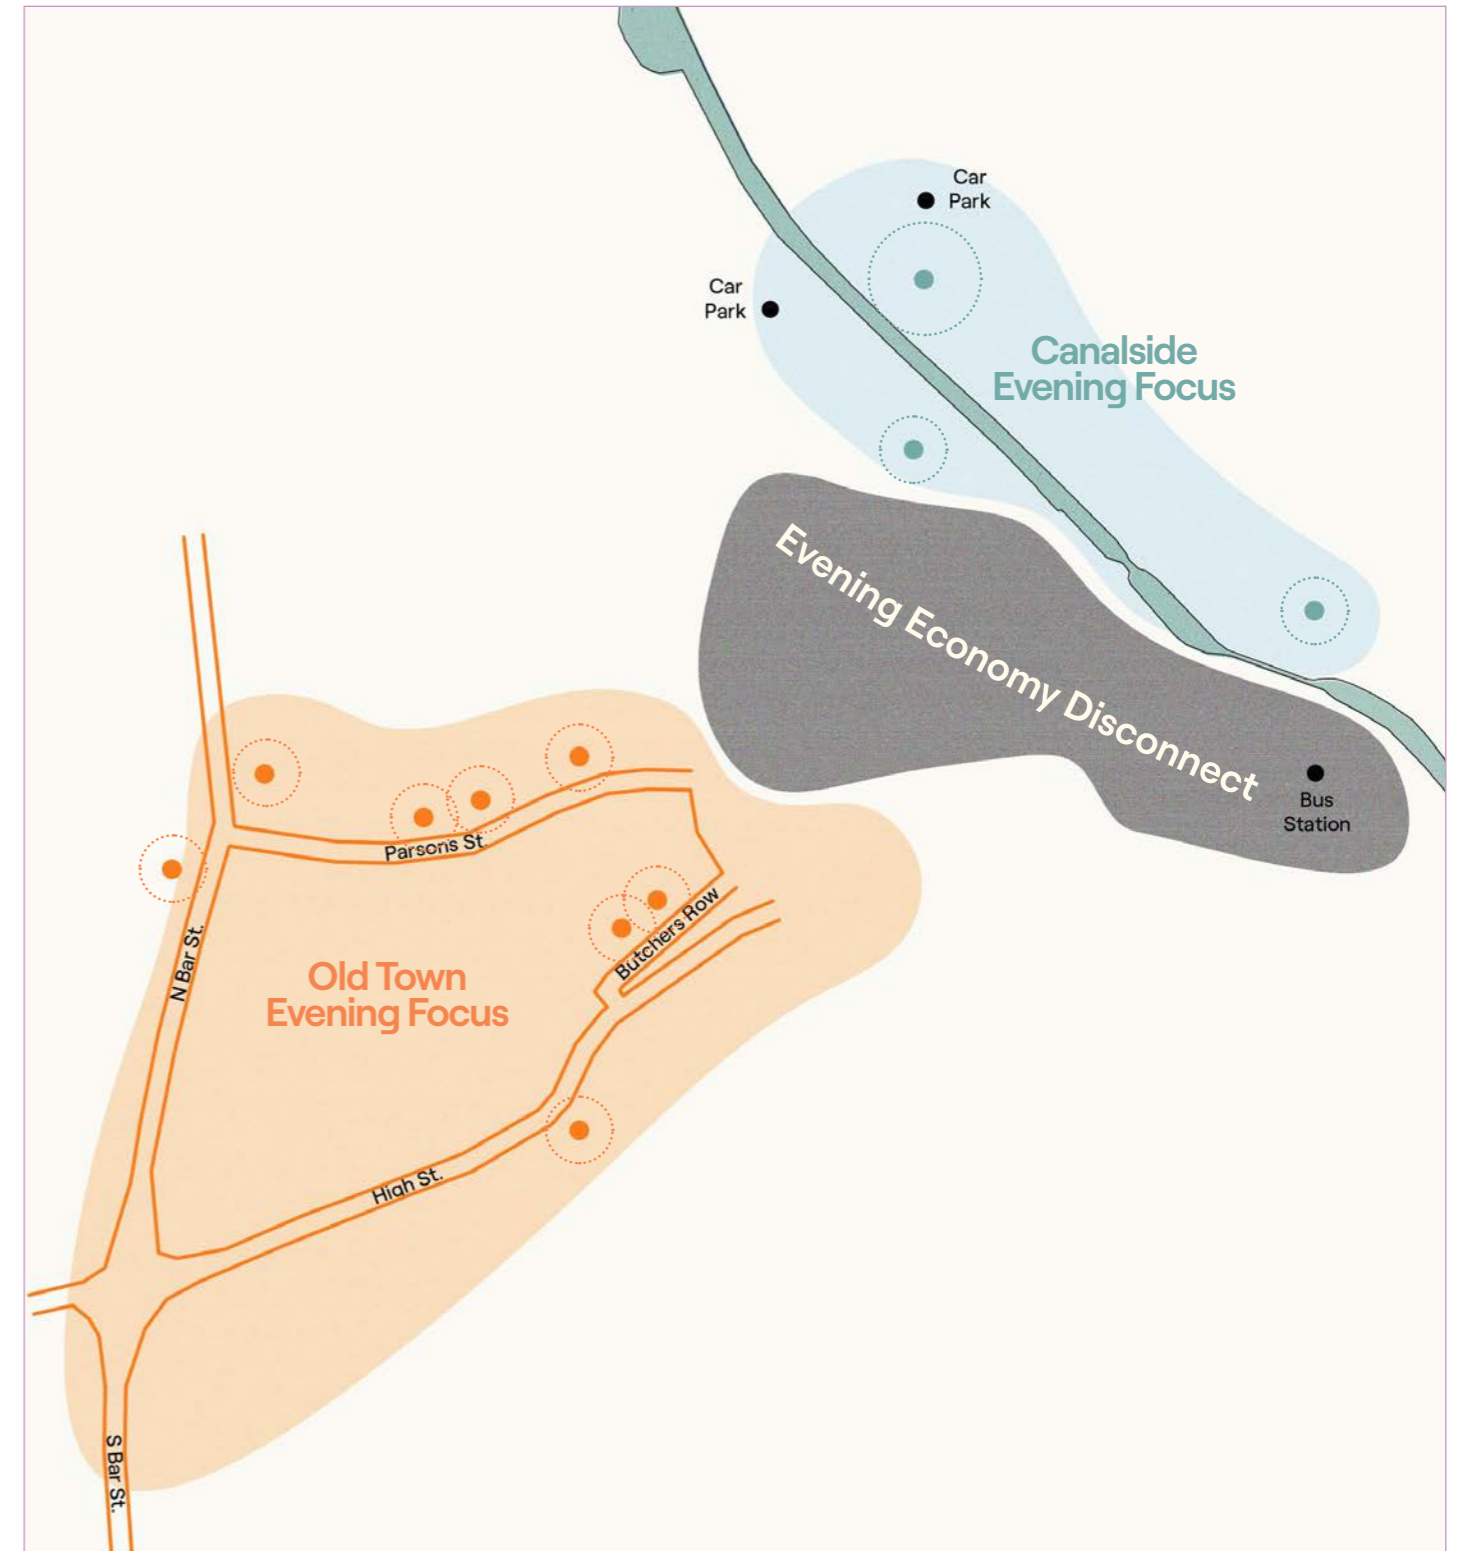 Car
Park
Car
Park
Canalside
Evening Focus
Evening Economy Disconnect
Bus
Station
Parsons St.
Butchers Row
N Bar St.
Old Town
Evening Focus
High St.
S Bar St.